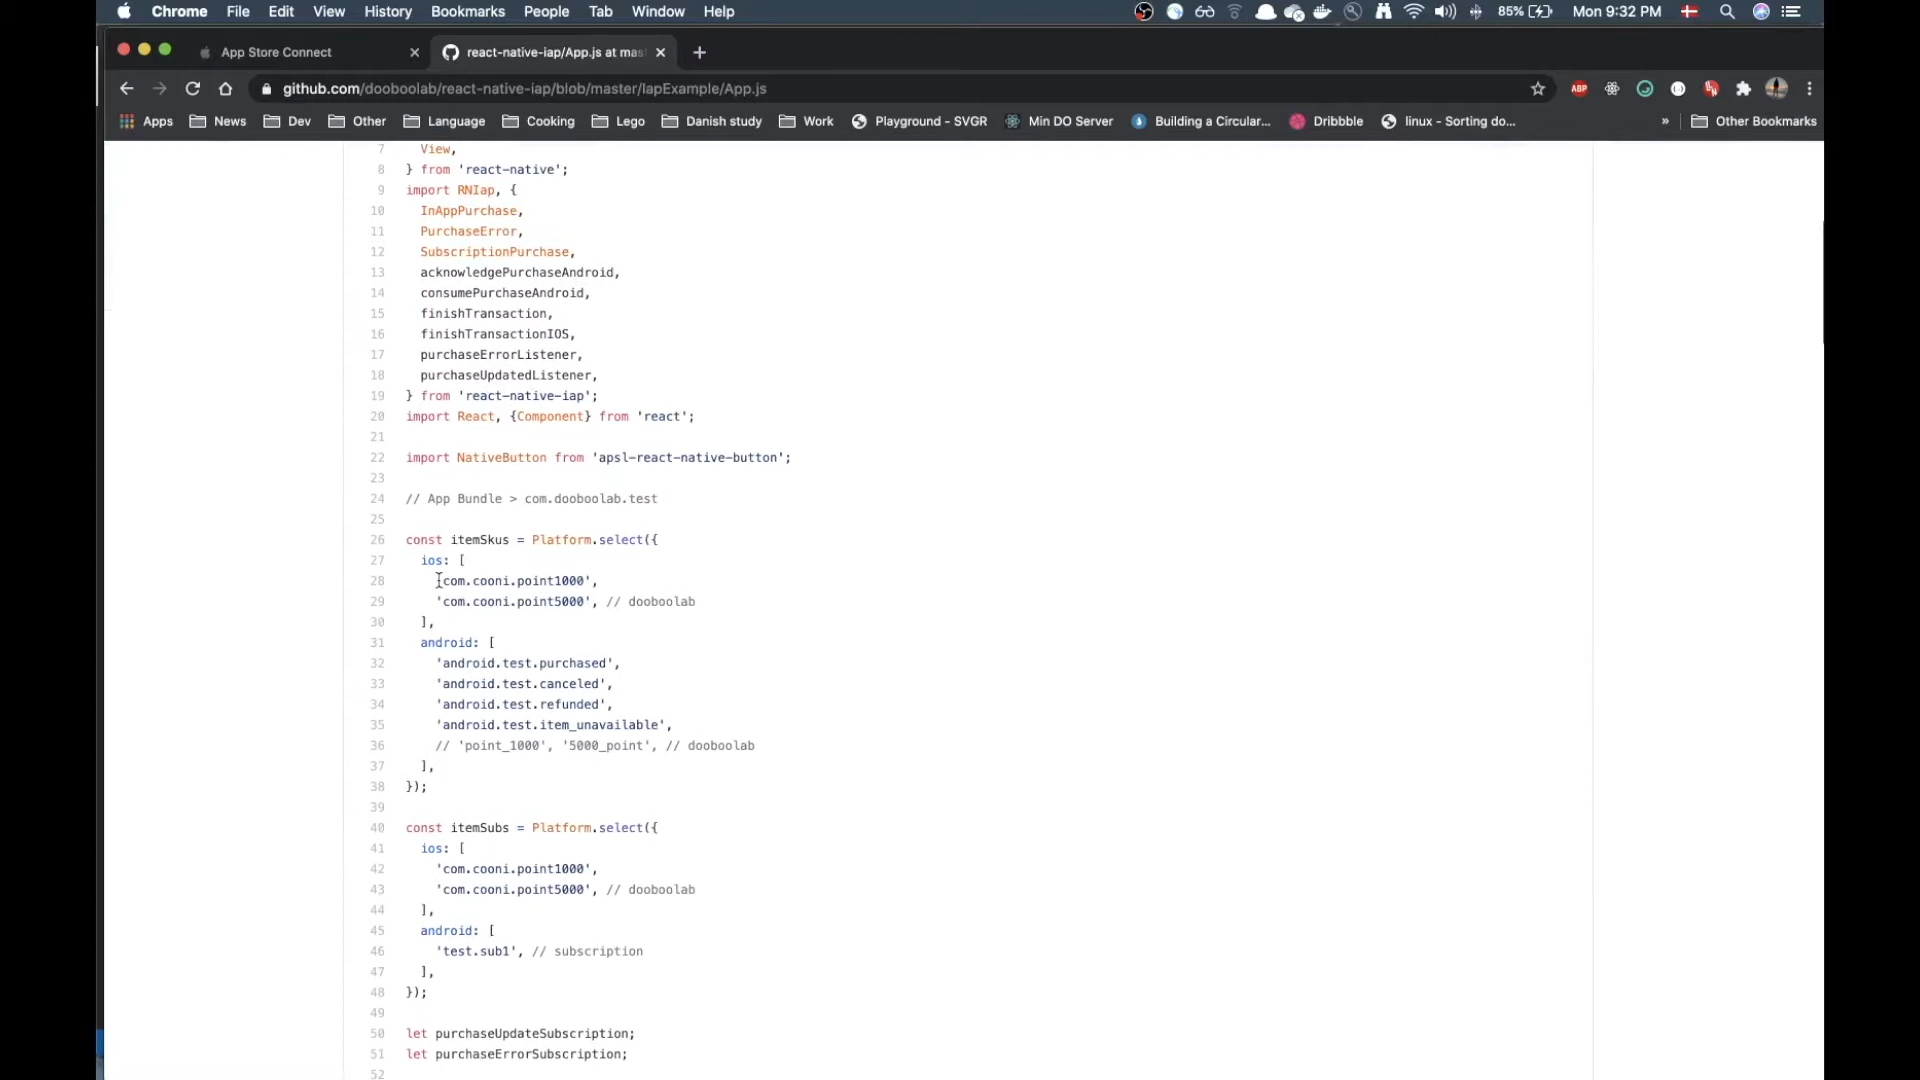 Chrome File Edit View History Bookmarks People Tab Window Help 85% Mon 9:32 PM
App Store Connect react-native-iap/App.js at mas
github.com/dooboolab/react-native-iap/blob/master/IapExample/App.js ABP
Apps News Dev Other Language Cooking Lego Danish study Work Playground - SVGR Min DO Server Building a Circular... Dribbble linux - Sorting do... » Other Bookmarks
7 View,
8 } from 'react-native';
9 import RNIap, {
10 InAppPurchase,
11 PurchaseError,
12 SubscriptionPurchase,
13 acknowledgePurchaseAndroid,
14 consumePurchaseAndroid,
15 finishTransaction,
16 finishTransactionIOS,
17 purchaseErrorListener,
18 purchaseUpdatedListener,
19 } from 'react-native-iap';
20 import React, {Component} from 'react';
21
22 import NativeButton from 'apsl-react-native-button';
23
24 // App Bundle > com.dooboolab.test
25
26 const itemSkus = Platform.select({
27 ios: [
28 'com.cooni.point1000',
29 'com.cooni.point5000', // dooboolab
30 ],
31 android: [
32 'android.test.purchased',
33 'android.test.canceled',
34 'android.test.refunded',
35 'android.test.item_unavailable',
36 // 'point_1000', '5000_point', // dooboolab
37 ],
38 });
39
40 const itemSubs = Platform.select({
41 ios: [
42 'com.cooni.point1000',
43 'com.cooni.point5000', // dooboolab
44 ],
45 android: [
46 'test.sub1', // subscription
47 ],
48 });
49
50 let purchaseUpdateSubscription;
51 let purchaseErrorSubscription;
52